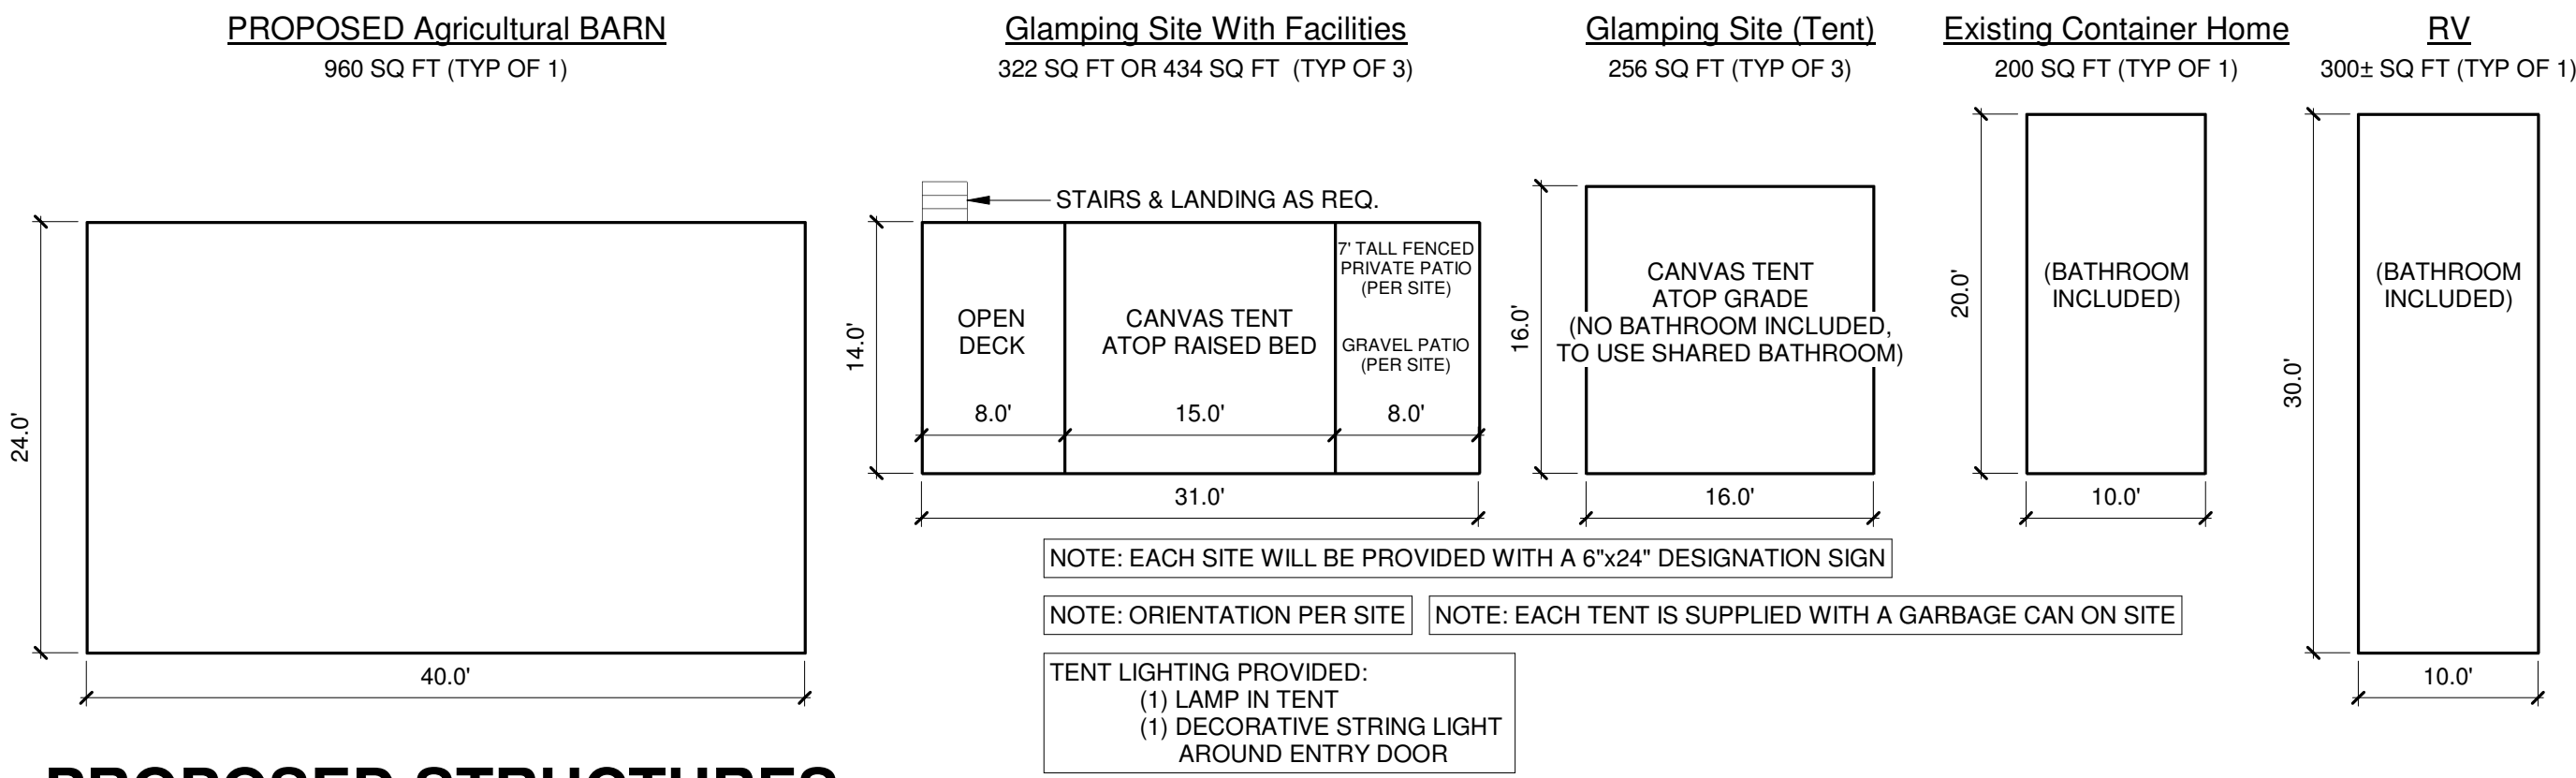 PROPOSED Agricultural BARN
960 SQ FT (TYP OF 1)
24.0'
40.0'
Glamping Site With Facilities
322 SQ FT OR 434 SQ FT (TYP OF 3)
STAIRS & LANDING AS REQ.
14.0'
OPEN
DECK
8.0'
CANVAS TENT
ATOP RAISED BED
15.0'
7' TALL FENCED
PRIVATE PATIO
(PER SITE)
GRAVEL PATIO
(PER SITE)
8.0'
31.0'
Glamping Site (Tent)
256 SQ FT (TYP OF 3)
16.0'
CANVAS TENT
ATOP GRADE
(NO BATHROOM INCLUDED,
TO USE SHARED BATHROOM)
16.0'
Existing Container Home
200 SQ FT (TYP OF 1)
20.0'
(BATHROOM
INCLUDED)
10.0'
RV
300± SQ FT (TYP OF 1)
30.0'
(BATHROOM
INCLUDED)
10.0'
NOTE: EACH SITE WILL BE PROVIDED WITH A 6"x24" DESIGNATION SIGN
NOTE: ORIENTATION PER SITE
NOTE: EACH TENT IS SUPPLIED WITH A GARBAGE CAN ON SITE
TENT LIGHTING PROVIDED:
(1) LAMP IN TENT
(1) DECORATIVE STRING LIGHT
AROUND ENTRY DOOR
PROPOSED STRUCTURES